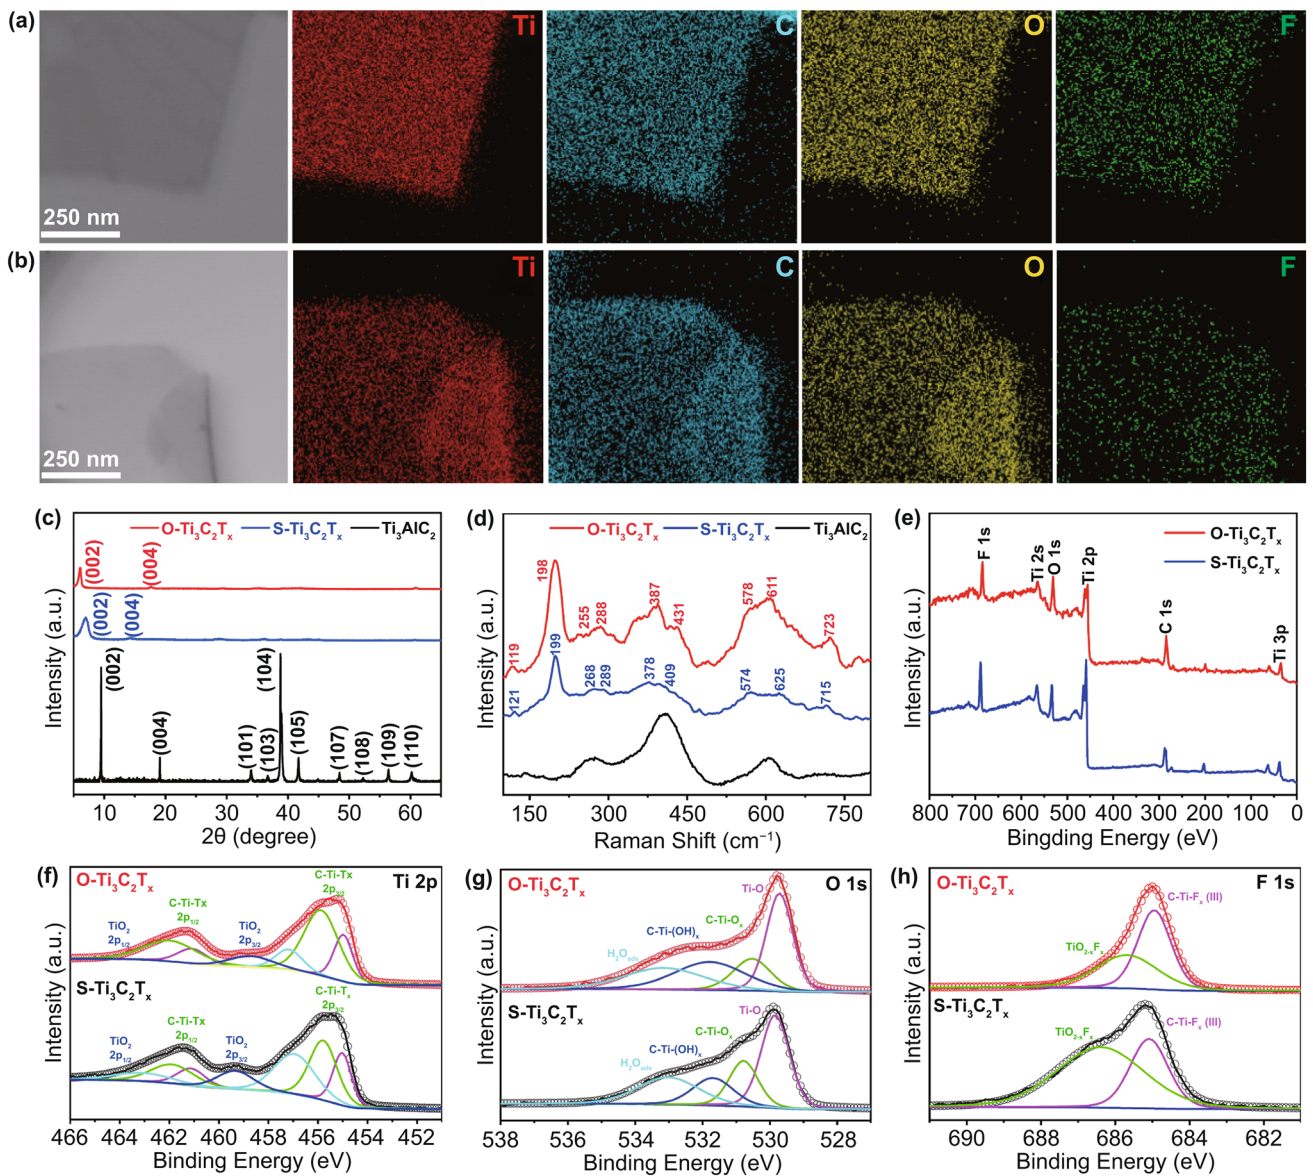 (a) Ti C O F
250 nm
(b) Ti C O F
250 nm
(c)
O-Ti₃C₂Tₓ S-Ti₃C₂Tₓ Ti₃AlC₂
(002) (004)
(002) (004)
(002) (004) (101) (103) (104) (105) (107) (108) (109) (110)
Intensity (a.u.)
10 20 30 40 50 60
2θ (degree)
(d)
O-Ti₃C₂Tₓ S-Ti₃C₂Tₓ Ti₃AlC₂
119 198 255 288 387 431 578 611 723
121 199 268 289 378 409 574 625 715
Intensity (a.u.)
150 300 450 600 750
Raman Shift (cm⁻¹)
(e)
O-Ti₃C₂Tₓ
S-Ti₃C₂Tₓ
F 1s Ti 2s O 1s Ti 2p C 1s Ti 3p
Intensity (a.u.)
800 700 600 500 400 300 200 100 0
Bingding Energy (eV)
(f) Ti 2p
O-Ti₃C₂Tₓ
TiO₂
2p₁/₂
C-Ti-Tx
2p₁/₂
TiO₂
2p₃/₂
C-Ti-Tx
2p₃/₂
S-Ti₃C₂Tₓ
TiO₂
2p₁/₂
C-Ti-Tx
2p₁/₂
TiO₂
2p₃/₂
C-Ti-Tₓ
2p₃/₂
Intensity (a.u.)
466 464 462 460 458 456 454 452
Binding Energy (eV)
(g) O 1s
O-Ti₃C₂Tₓ
H₂Oₐdₛ
C-Ti-(OH)ₓ
C-Ti-Oₓ
Ti-O
S-Ti₃C₂Tₓ
H₂Oₐdₛ
C-Ti-(OH)ₓ
C-Ti-Oₓ
Ti-O
Intensity (a.u.)
538 536 534 532 530 528
Binding Energy (eV)
(h) F 1s
O-Ti₃C₂Tₓ
TiO₂₋ₓFₓ
C-Ti-Fₓ (III)
S-Ti₃C₂Tₓ
TiO₂₋ₓFₓ
C-Ti-Fₓ (III)
Intensity (a.u.)
690 688 686 684 682
Binding Energy (eV)